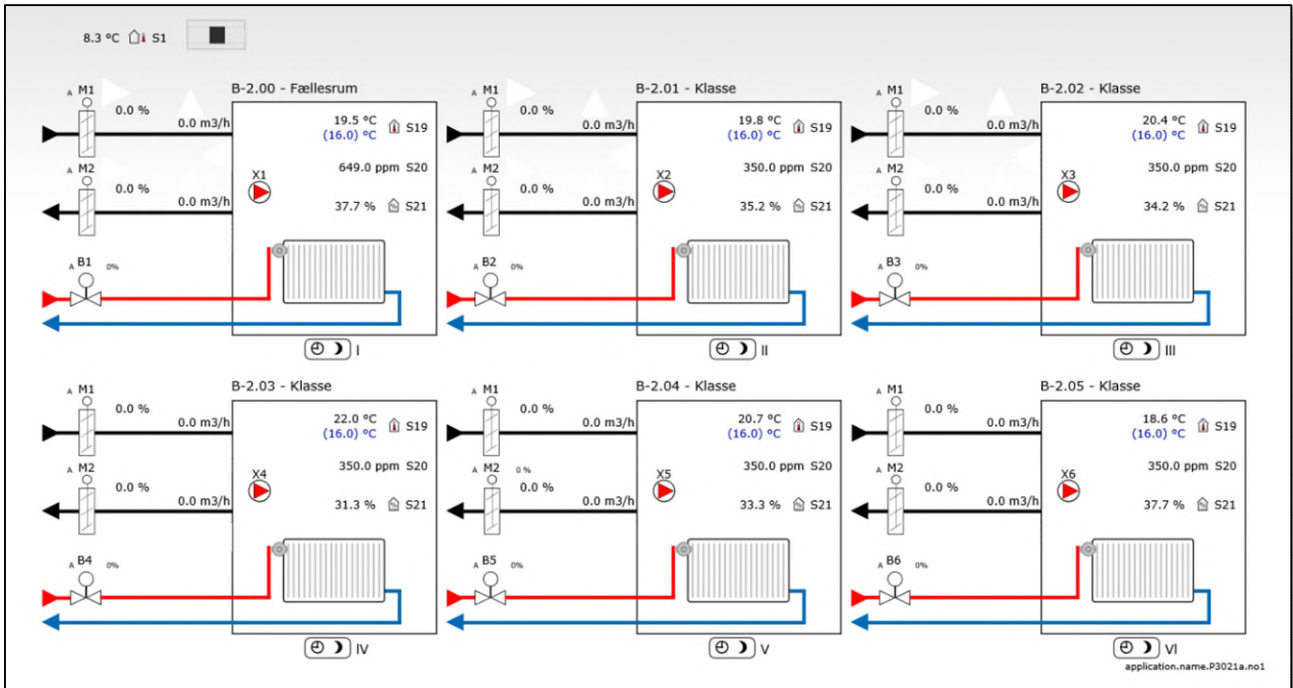 8.3 °C S1
B-2.00 - Fællesrum
A M1
0.0 %
0.0 m3/h
19.5 °C
(16.0) °C
S19
A M2
0.0 %
0.0 m3/h
X1
649.0 ppm S20
37.7 % S21
A B1 0%
I
B-2.01 - Klasse
A M1
0.0 %
0.0 m3/h
19.8 °C
(16.0) °C
S19
A M2
0.0 %
0.0 m3/h
X2
350.0 ppm S20
35.2 % S21
A B2 0%
II
B-2.02 - Klasse
A M1
0.0 %
0.0 m3/h
20.4 °C
(16.0) °C
S19
A M2
0.0 %
0.0 m3/h
X3
350.0 ppm S20
34.2 % S21
A B3 0%
III
B-2.03 - Klasse
A M1
0.0 %
0.0 m3/h
22.0 °C
(16.0) °C
S19
A M2
0.0 %
0.0 m3/h
X4
350.0 ppm S20
31.3 % S21
A B4 0%
IV
B-2.04 - Klasse
A M1
0.0 %
0.0 m3/h
20.7 °C
(16.0) °C
S19
A M2 0 %
0.0 %
0.0 m3/h
X5
350.0 ppm S20
33.3 % S21
A B5 0%
V
B-2.05 - Klasse
A M1
0.0 %
0.0 m3/h
18.6 °C
(16.0) °C
S19
A M2
0.0 %
0.0 m3/h
X6
350.0 ppm S20
37.7 % S21
A B6 0%
VI
application.name.P3021a.no1